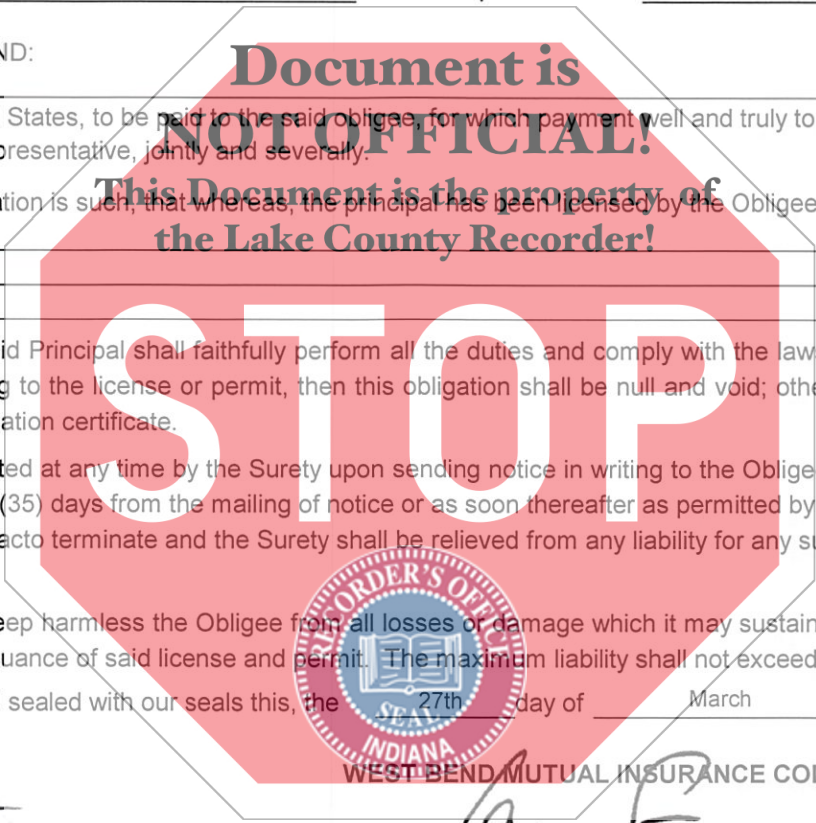 ND:
Document is
States, to be paid to the said obligee, for which payment well and truly to
NOT OFFICIAL!
presentative, jointly and severally.
This Document is the property of
tion is such, that whereas, the principal has been licensed by the Obligee
the Lake County Recorder!
STOP
id Principal shall faithfully perform all the duties and comply with the law
g to the license or permit, then this obligation shall be null and void; othe
ation certificate.
ted at any time by the Surety upon sending notice in writing to the Oblige
(35) days from the mailing of notice or as soon thereafter as permitted by
acto terminate and the Surety shall be relieved from any liability for any su
RECORDER'S OFFICE
eep harmless the Obligee from all losses or damage which it may sustain
uance of said license and permit. The maximum liability shall not exceed
sealed with our seals this, the 27th day of March
SEAL
INDIANA
WEST BEND MUTUAL INSURANCE CO